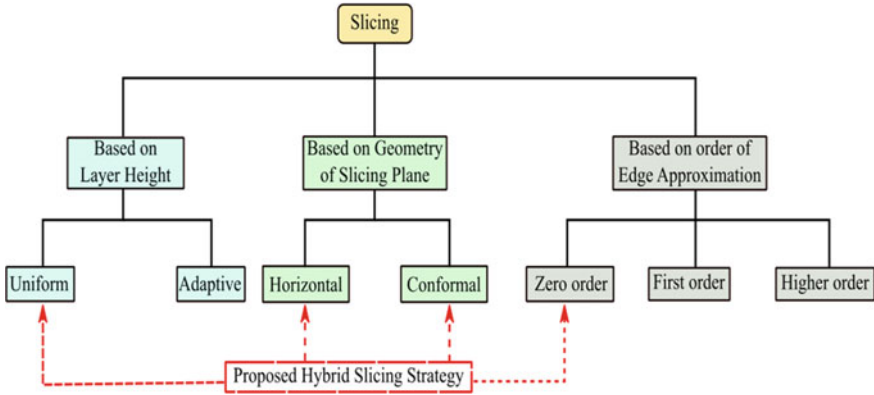 Slicing
Based on
Layer Height
Based on Geometry
of Slicing Plane
Based on order of
Edge Approximation
Uniform
Adaptive
Horizontal
Conformal
Zero order
First order
Higher order
Proposed Hybrid Slicing Strategy